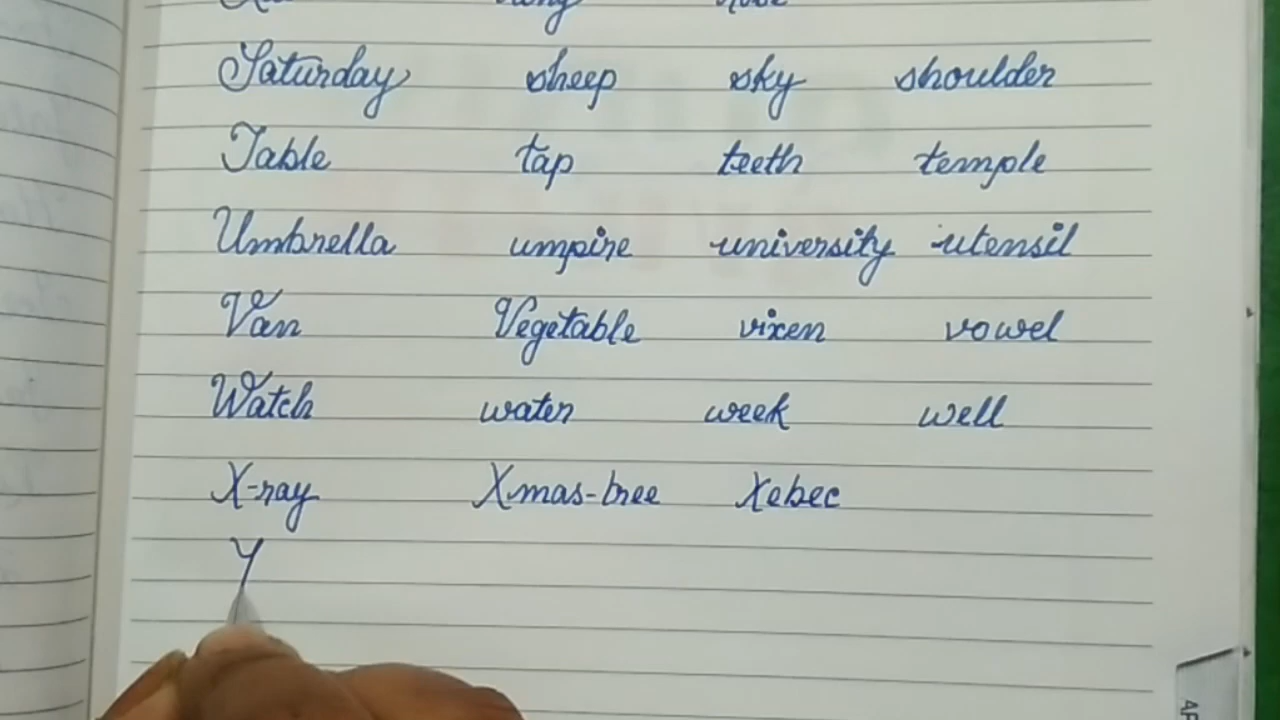 Saturday sheep sky shoulder
Table tap teeth temple
Umbrella umpire university utensil
Van Vegetable vixen vowel
Watch water week well
X-ray Xmas-tree Xebec
Y